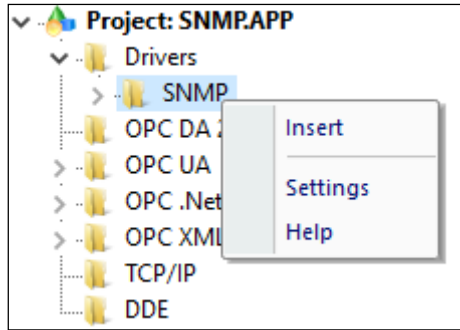 Project: SNMP.APP
Drivers
SNMP
Insert
OPC DA
OPC UA
Settings
OPC .Net
Help
OPC XML
TCP/IP
DDE